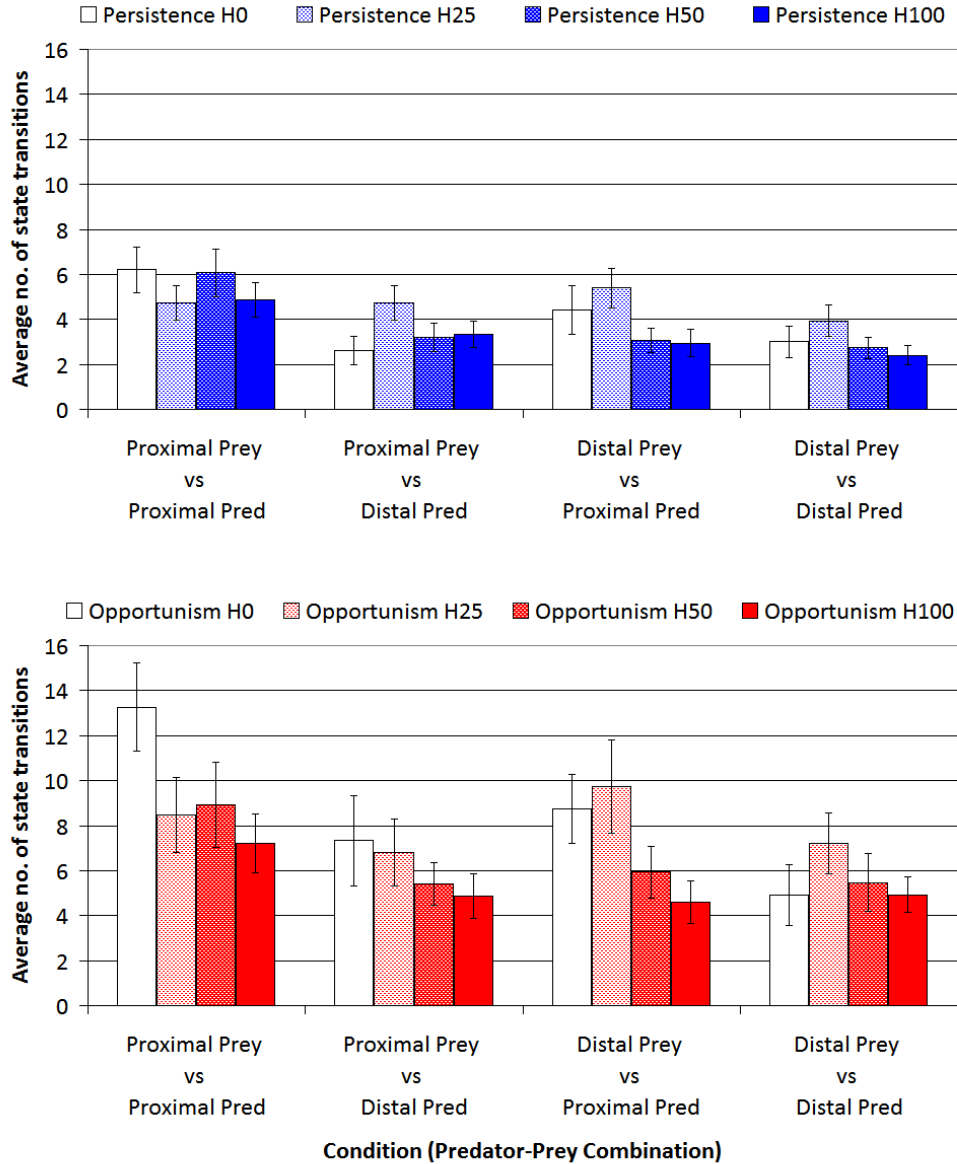 Persistence H0 Persistence H25 Persistence H50 Persistence H100
Average no. of state transitions
16
14
12
10
8
6
4
2
0
Proximal Prey Proximal Prey Distal Prey Distal Prey
vs vs vs vs
Proximal Pred Distal Pred Proximal Pred Distal Pred
Opportunism H0 Opportunism H25 Opportunism H50 Opportunism H100
Average no. of state transitions
16
14
12
10
8
6
4
2
0
Proximal Prey Proximal Prey Distal Prey Distal Prey
vs vs vs vs
Proximal Pred Distal Pred Proximal Pred Distal Pred
Condition (Predator-Prey Combination)